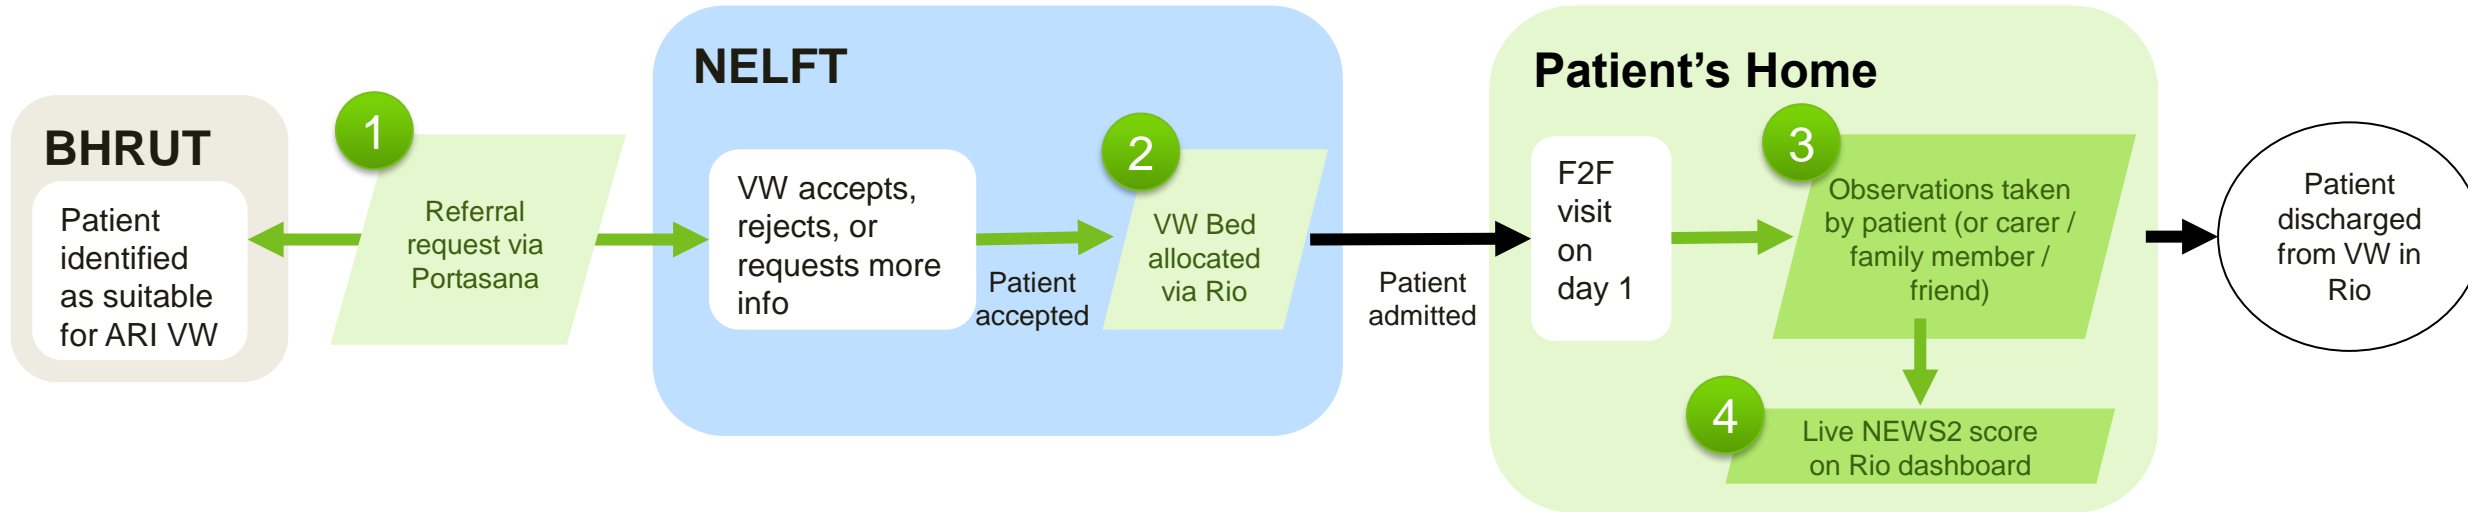 BHRUT
Patient
identified
as suitable
for ARI VW
1
Referral
request via
Portasana
NELFT
VW accepts,
rejects, or
requests more
info
Patient
accepted
2
VW Bed
allocated
via Rio
Patient
admitted
Patient's Home
F2F
visit
on
day 1
3
Observations taken
by patient (or carer /
family member /
friend)
4
Live NEWS2 score
on Rio dashboard
Patient
discharged
from VW in
Rio